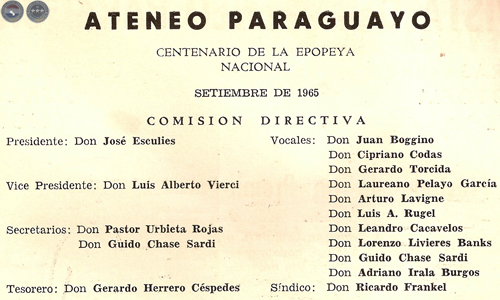 ATENEO PARAGUAYO
CENTENARIO DE LA EPOPEYA
NACIONAL
SETIEMBRE DE 1965
COMISION DIRECTIVA
Presidente: Don José Esculies
Vice Presidente: Don Luis Alberto Vierci
Secretarios: Don Pastor Urbieta Rojas
Don Guido Chase Sardi
Tesorero: Don Gerardo Herrero Céspedes
Vocales: Don Juan Boggino
Don Cipriano Codas
Don Gerardo Torcida
Don Laureano Pelayo García
Don Arturo Lavigne
Don Luis A. Rugel
Don Leandro Cacavelos
Don Lorenzo Livieres Banks
Don Guido Chase Sardi
Don Adriano Irala Burgos
Síndico: Don Ricardo Frankel